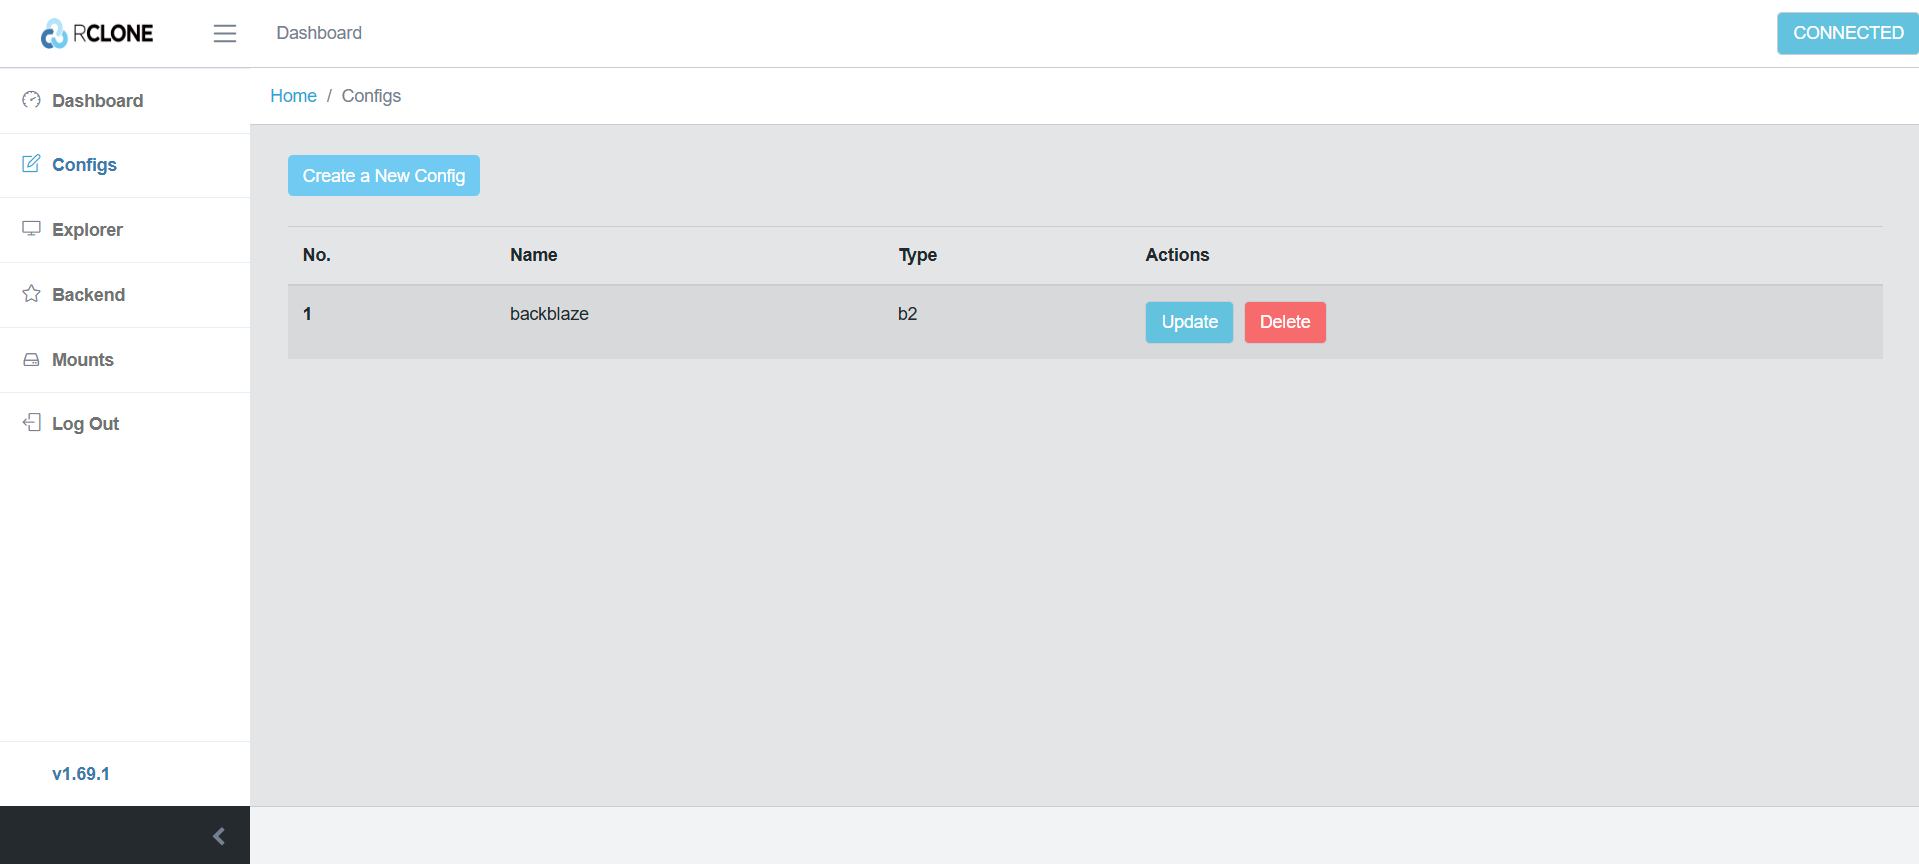 RCLONE
Dashboard
CONNECTED
Dashboard
Configs
Explorer
Backend
Mounts
Log Out
v1.69.1
Home / Configs
Create a New Config
No. Name Type Actions
1 backblaze b2 Update Delete